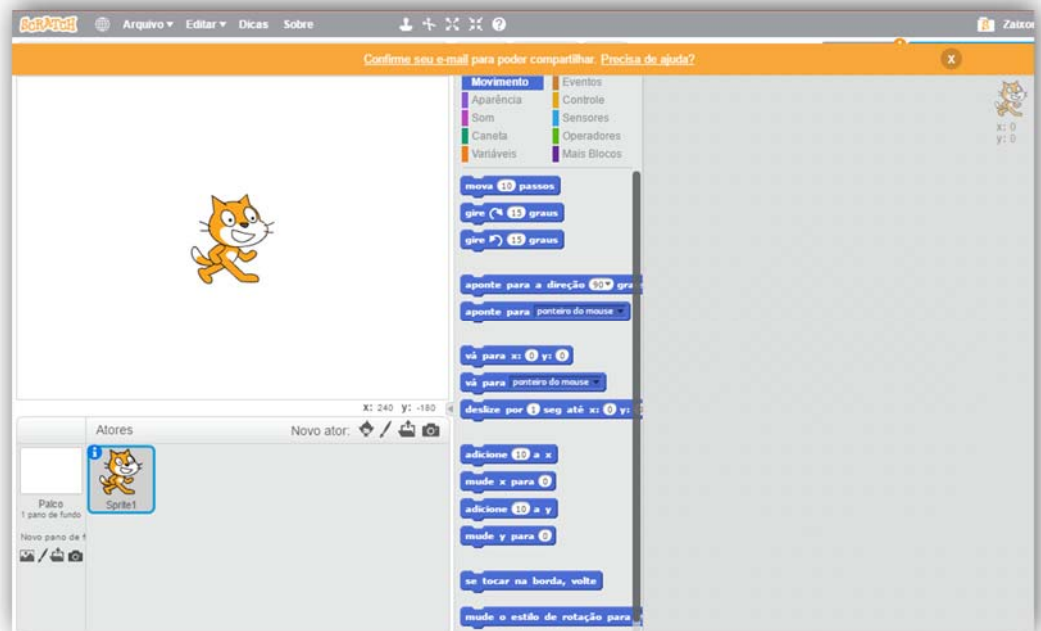 SCRATCH Arquivo Editar Dicas Sobre
Confirme seu e-mail para poder compartilhar. Precisa de ajuda?
X
Movimento Eventos
Aparência Controle
Som Sensores
Caneta Operadores
Variáveis Mais Blocos
x: 0
y: 0
mova 10 passos
gire 15 graus
gire 15 graus
aponte para a direção 90
aponte para ponteiro do mouse
vá para x: 0 y: 0
vá para ponteiro do mouse
deslize por 1 seg até x: 0 y:
adicione 10 a x
mude x para 0
adicione 10 a y
mude y para 0
se tocar na borda, volte
mude o estilo de rotação para
X: 240 y: -180
Atores Novo ator:
Palco
1 pano de fundo
Novo pano de
Sprite1